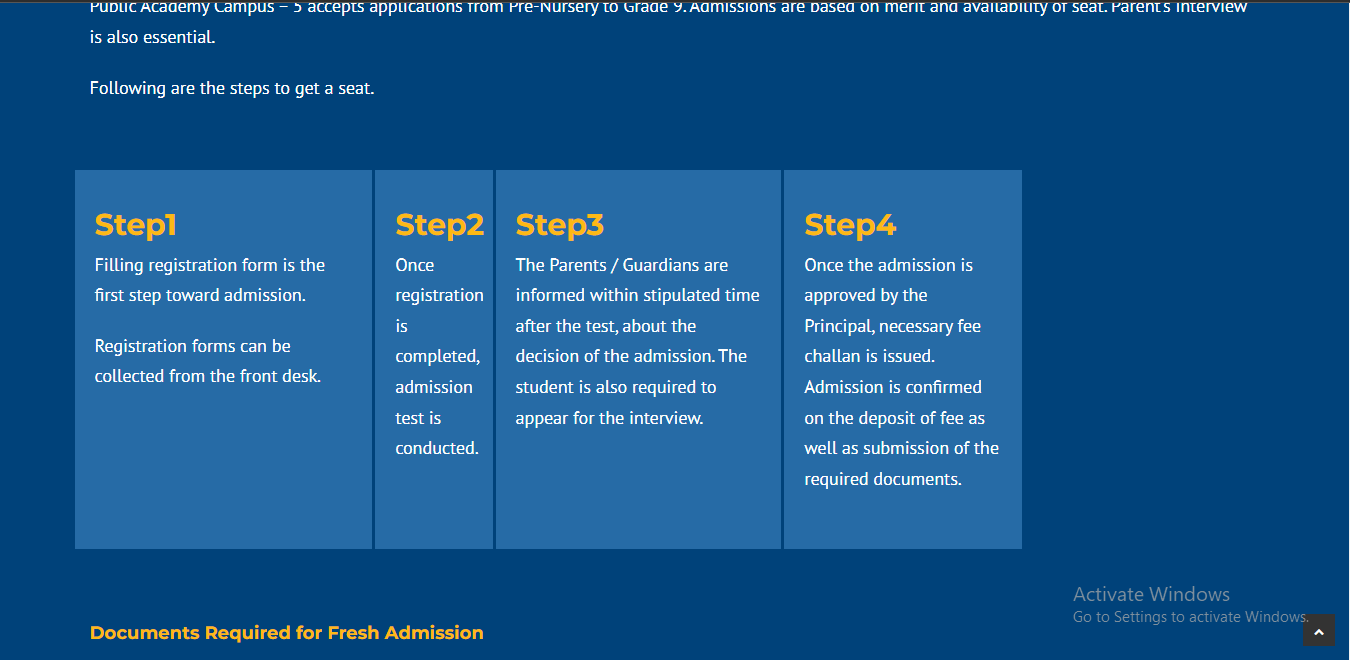 Public Academy Campus – 5 accepts applications from Pre-Nursery to Grade 9. Admissions are based on merit and availability of seat. Parent's interview
is also essential.
Following are the steps to get a seat.
Step1
Filling registration form is the
first step toward admission.
Registration forms can be
collected from the front desk.
Step2
Once
registration
is
completed,
admission
test is
conducted.
Step3
The Parents / Guardians are
informed within stipulated time
after the test, about the
decision of the admission. The
student is also required to
appear for the interview.
Step4
Once the admission is
approved by the
Principal, necessary fee
challan is issued.
Admission is confirmed
on the deposit of fee as
well as submission of the
required documents.
Documents Required for Fresh Admission
Activate Windows
Go to Settings to activate Windows.